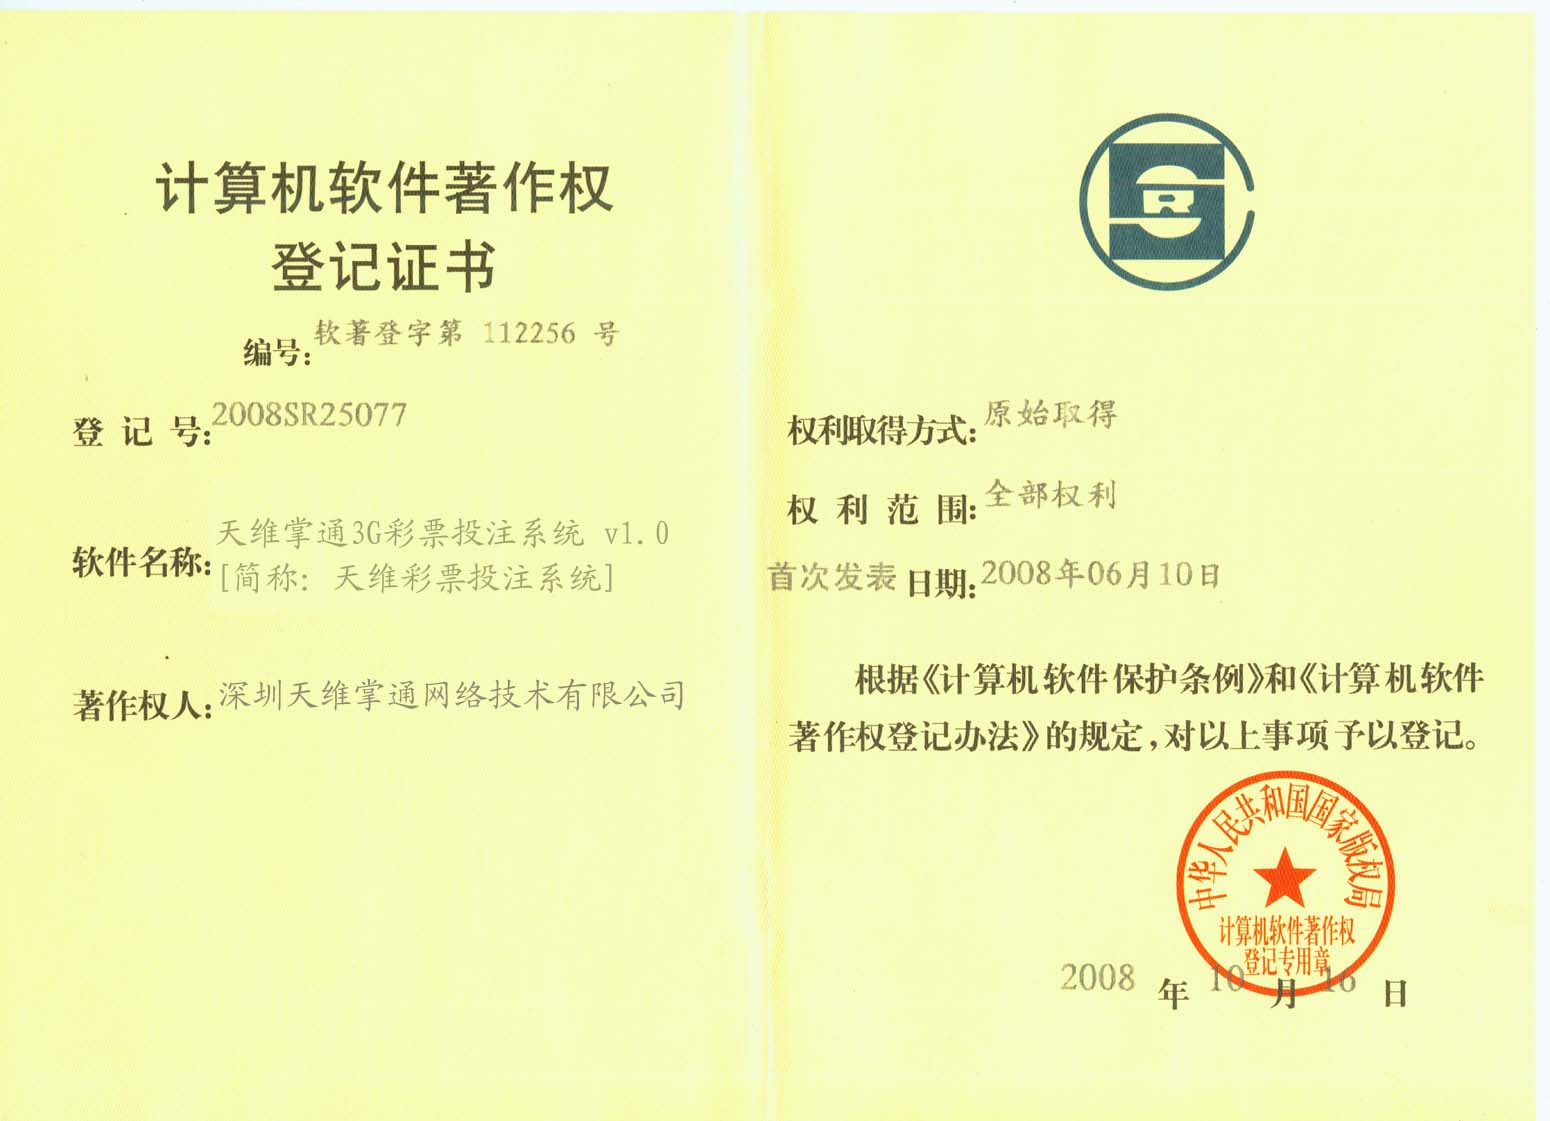 计算机软件著作权
登记证书
编号: 软著登字第 112256 号
登 记 号: 2008SR25077
软件名称: 天维掌通3G彩票投注系统 v1.0
[简称: 天维彩票投注系统]
著作权人: 深圳天维掌通网络技术有限公司
R
权利取得方式: 原始取得
权 利 范 围: 全部权利
首次发表日期: 2008年06月10日
根据《计算机软件保护条例》和《计算机软件
著作权登记办法》的规定,对以上事项予以登记。
中华人民共和国国家版权局
计算机软件著作权
登记专用章
2008 年 10 月 16 日